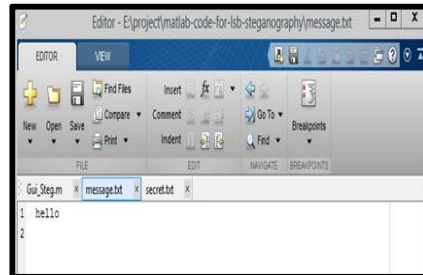 Editor - E:\project\matlab-code-for-lsb-steganography\message.txt
EDITOR VIEW
New Open Save Find Files Compare Print
Insert fx Comment Indent
Go To Find
Breakpoints
FILE EDIT NAVIGATE BREAKPOINTS
Gui_Steg.m x message.txt x secret.txt x
1 hello
2